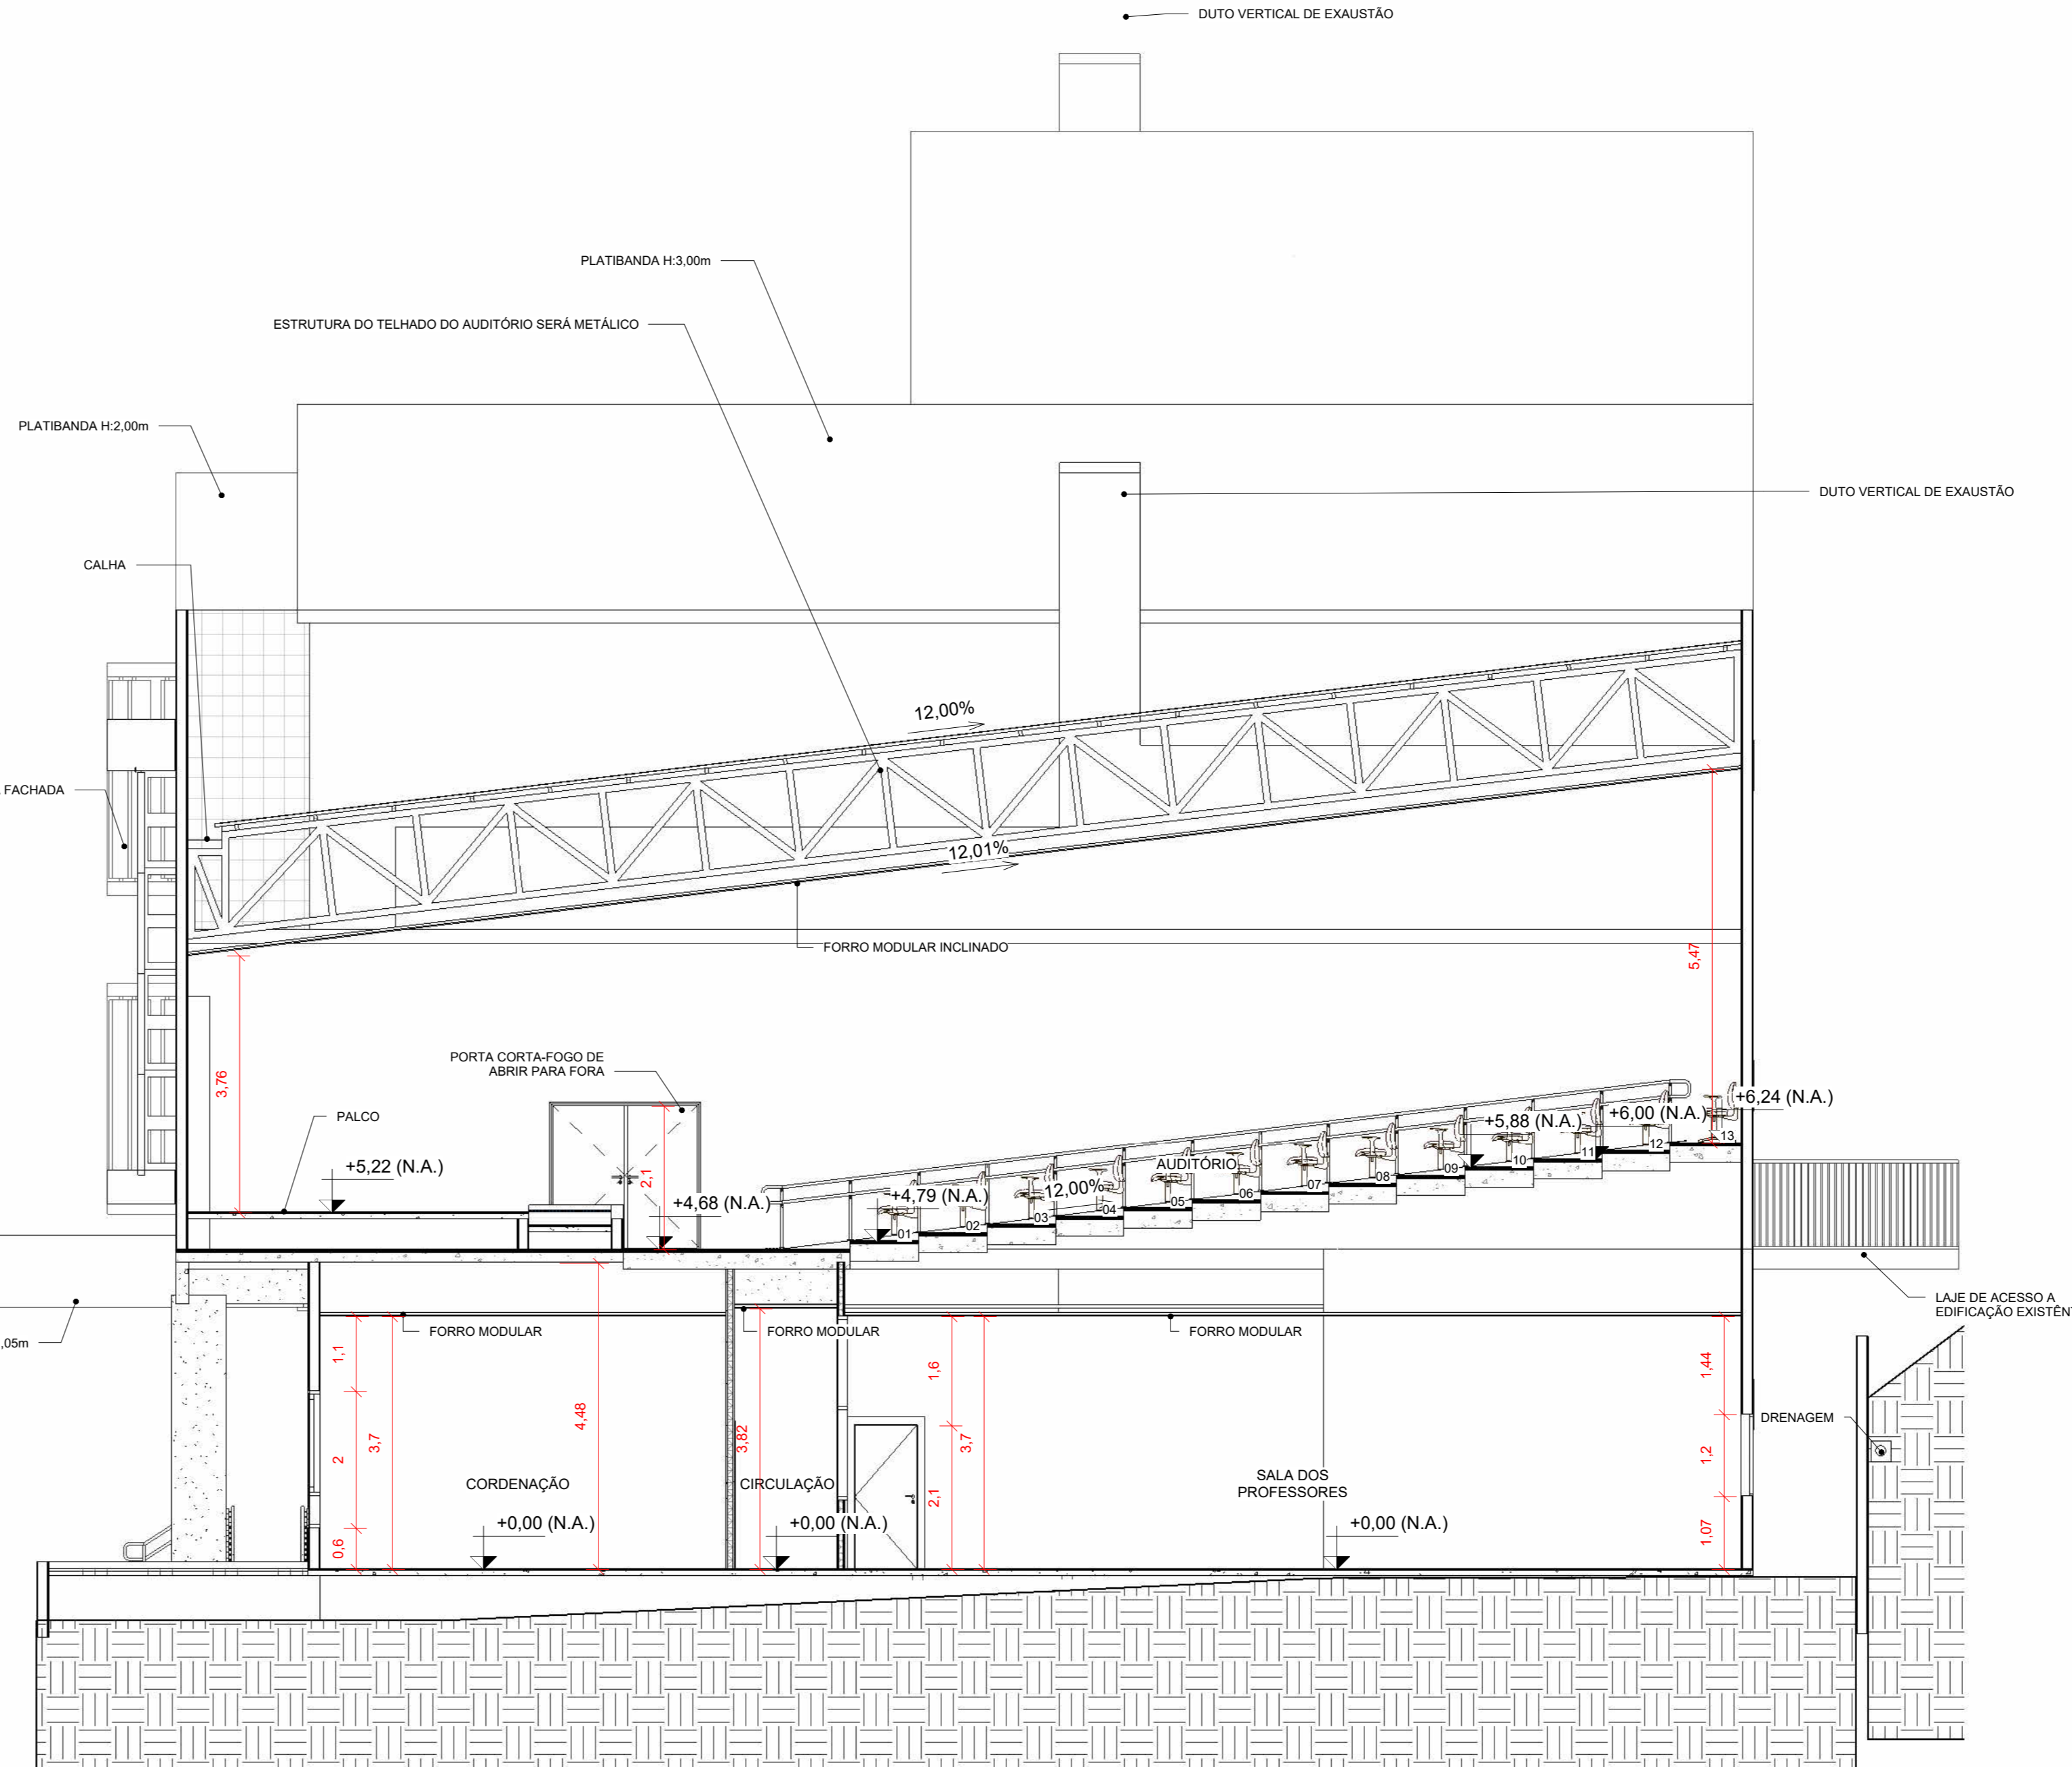 DUTO VERTICAL DE EXAUSTÃO
PLATIBANDA H:3,00m
ESTRUTURA DO TELHADO DO AUDITÓRIO SERÁ METÁLICO
PLATIBANDA H:2,00m
DUTO VERTICAL DE EXAUSTÃO
CALHA
12,00%
FACHADA
12,01%
FORRO MODULAR INCLINADO
5,47
3,76
PORTA CORTA-FOGO DE
ABRIR PARA FORA
PALCO
+5,22 (N.A.)
2,1
+4,68 (N.A.)
+4,79 (N.A.)
12,00%
AUDITÓRIO
+5,88 (N.A.)
+6,00 (N.A.)
+6,24 (N.A.)
01
02
03
04
05
06
07
08
09
10
11
12
13
LAJE DE ACESSO A
EDIFICAÇÃO EXISTÊN
,05m
FORRO MODULAR
FORRO MODULAR
FORRO MODULAR
1,1
2
0,6
3,7
4,48
3,82
1,6
2,1
3,7
1,44
1,2
1,07
DRENAGEM
CORDENAÇÃO
CIRCULAÇÃO
SALA DOS
PROFESSORES
+0,00 (N.A.)
+0,00 (N.A.)
+0,00 (N.A.)